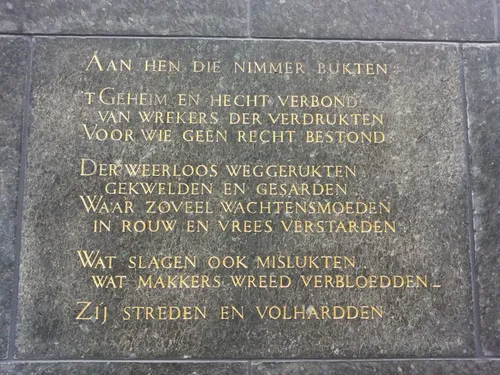 AAN HEN DIE NIMMER BUKTEN:
'T GEHEIM EN HECHT VERBOND
VAN WREKERS DER VERDRUKTEN
VOOR WIE GEEN RECHT BESTOND.
DER WEERLOOS WEGGERUKTEN,
GEKWELDEN EN GESARDEN..
WAAR ZOVEEL WACHTENSMOEDEN
IN ROUW EN VREES VERSTARDEN.
WAT SLAGEN OOK MISLUKTEN..
WAT MAKKERS WREED VERBLOEDDEN_
ZIJ STREDEN EN VOLHARDDEN.